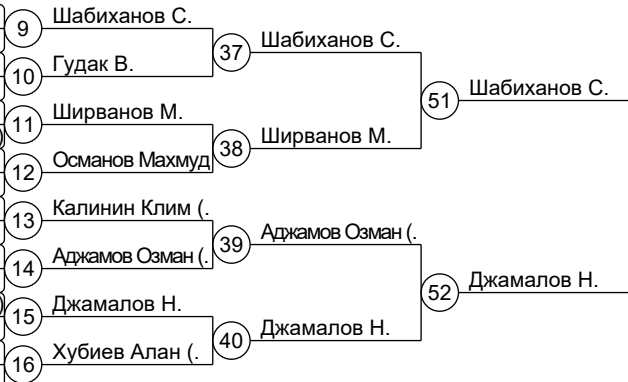 9 Шабиханов С.
37 Шабиханов С.
10 Гудак В.
51 Шабиханов С.
11 Ширванов М.
38 Ширванов М.
12 Османов Махмуд
13 Калинин Клим (.
39 Аджамов Озман (.
14 Аджамов Озман (.
52 Джамалов Н.
15 Джамалов Н.
40 Джамалов Н.
16 Хубиев Алан (.